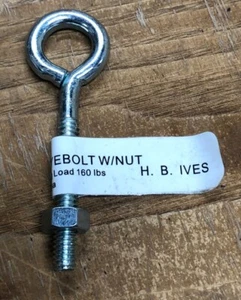 EBOLT W/NUT
Load 160 lbs
H. B. IVES